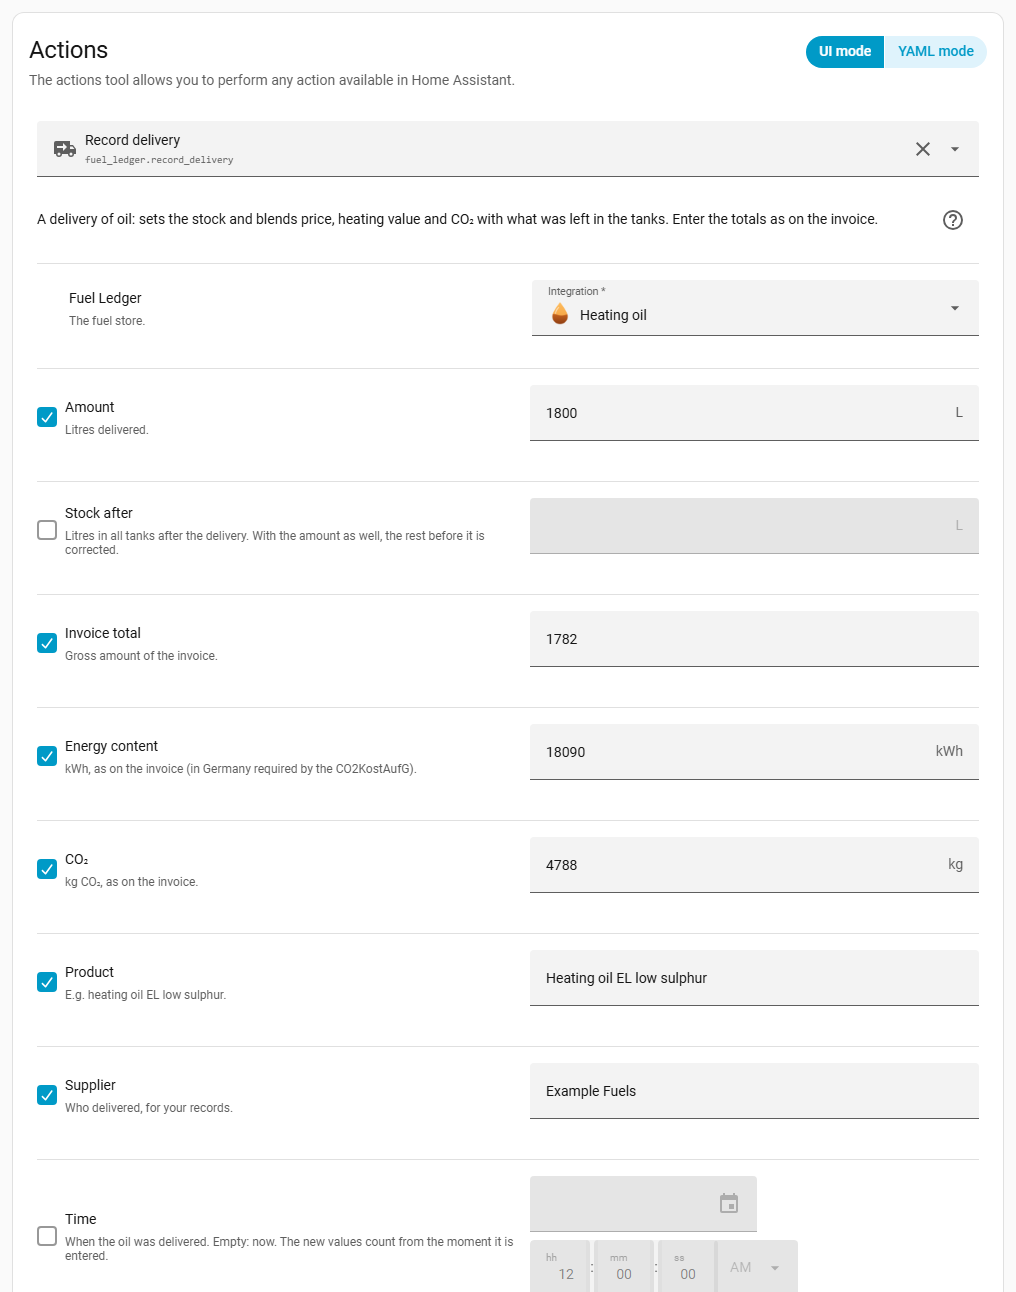 Actions
UI mode
YAML mode
The actions tool allows you to perform any action available in Home Assistant.
Record delivery
fuel_ledger.record_delivery
A delivery of oil: sets the stock and blends price, heating value and CO₂ with what was left in the tanks. Enter the totals as on the invoice.
Fuel Ledger
The fuel store.
Integration *
Heating oil
Amount
Litres delivered.
1800
L
Stock after
Litres in all tanks after the delivery. With the amount as well, the rest before it is
corrected.
L
Invoice total
Gross amount of the invoice.
1782
Energy content
kWh, as on the invoice (in Germany required by the CO2KostAufG).
18090
kWh
CO₂
kg CO₂, as on the invoice.
4788
kg
Product
E.g. heating oil EL low sulphur.
Heating oil EL low sulphur
Supplier
Who delivered, for your records.
Example Fuels
Time
When the oil was delivered. Empty: now. The new values count from the moment it is
entered.
hh
mm
ss
12 : 00 : 00
AM